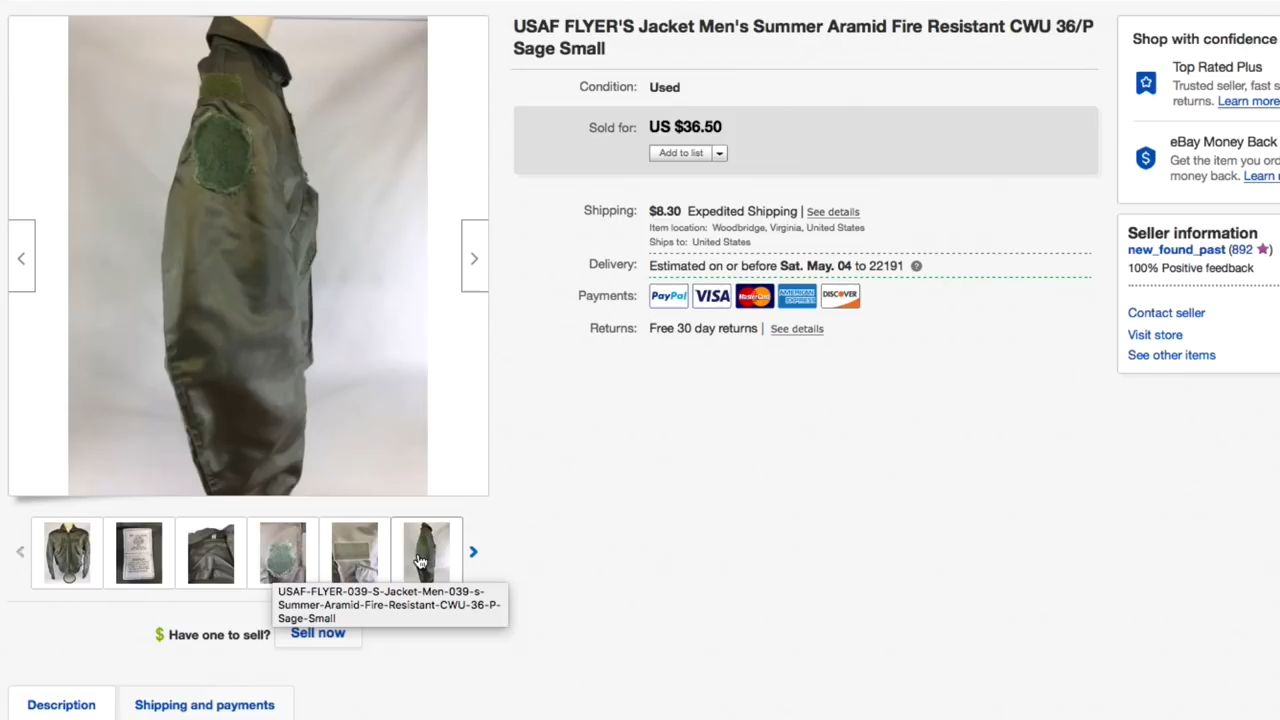 USAF FLYER'S Jacket Men's Summer Aramid Fire Resistant CWU 36/P
Sage Small
Condition: Used
Sold for: US $36.50
Add to list
Shipping: $8.30 Expedited Shipping | See details
Item location: Woodbridge, Virginia, United States
Ships to: United States
Delivery: Estimated on or before Sat. May. 04 to 22191
Payments: PayPal VISA MasterCard AMERICAN EXPRESS DISCOVER
Returns: Free 30 day returns | See details
Shop with confidence
Top Rated Plus
Trusted seller, fast s
returns. Learn more
eBay Money Back
Get the item you ord
money back. Learn
Seller information
new_found_past (892)
100% Positive feedback
Contact seller
Visit store
See other items
USAF-FLYER-039-S-Jacket-Men-039-s-
Summer-Aramid-Fire-Resistant-CWU-36-P-
Sage-Small
$ Have one to sell? Sell now
Description
Shipping and payments